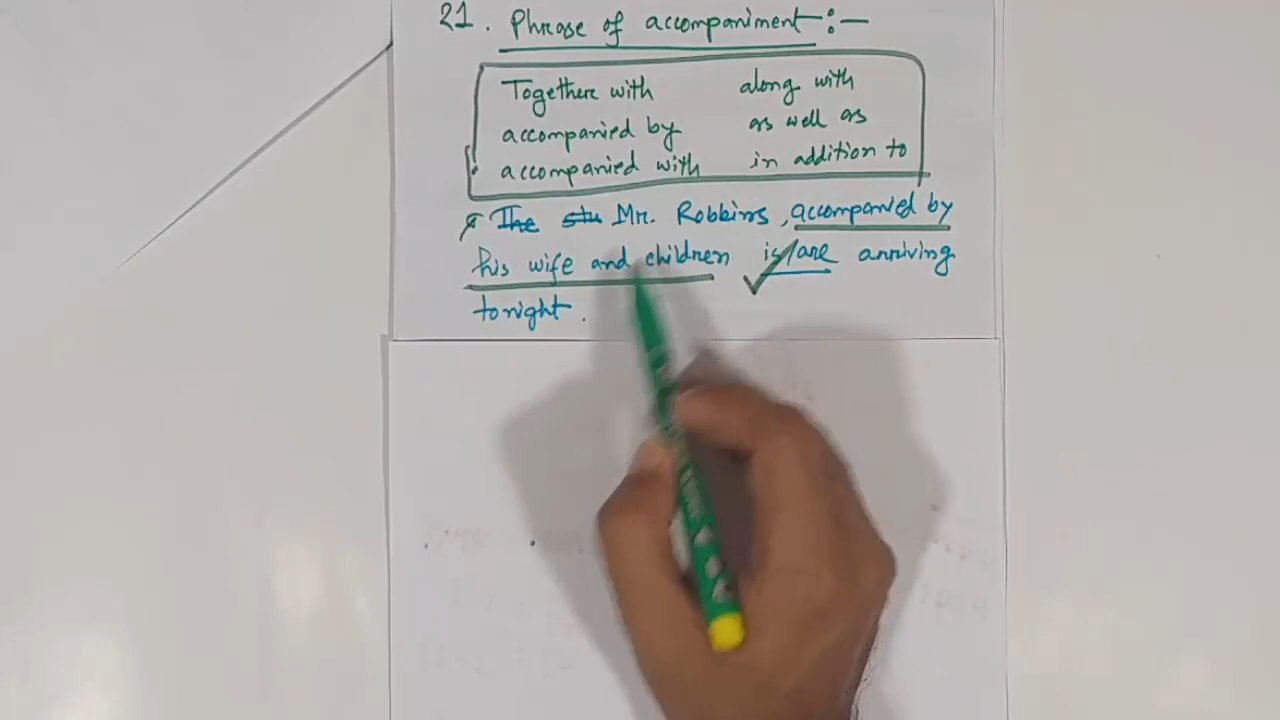 21. Phrase of accompaniment :—
Together with along with
accompanied by as well as
accompanied with in addition to
The stu Mr. Robbins, accompanied by
his wife and children is/are arriving
tonight.